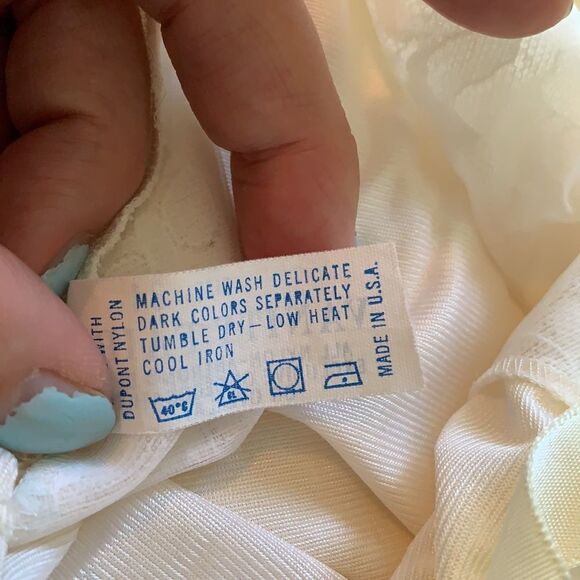 WITH
DUPONT NYLON
MACHINE WASH DELICATE
DARK COLORS SEPARATELY
TUMBLE DRY—LOW HEAT
COOL IRON
40°C
CL
MADE IN U.S.A.